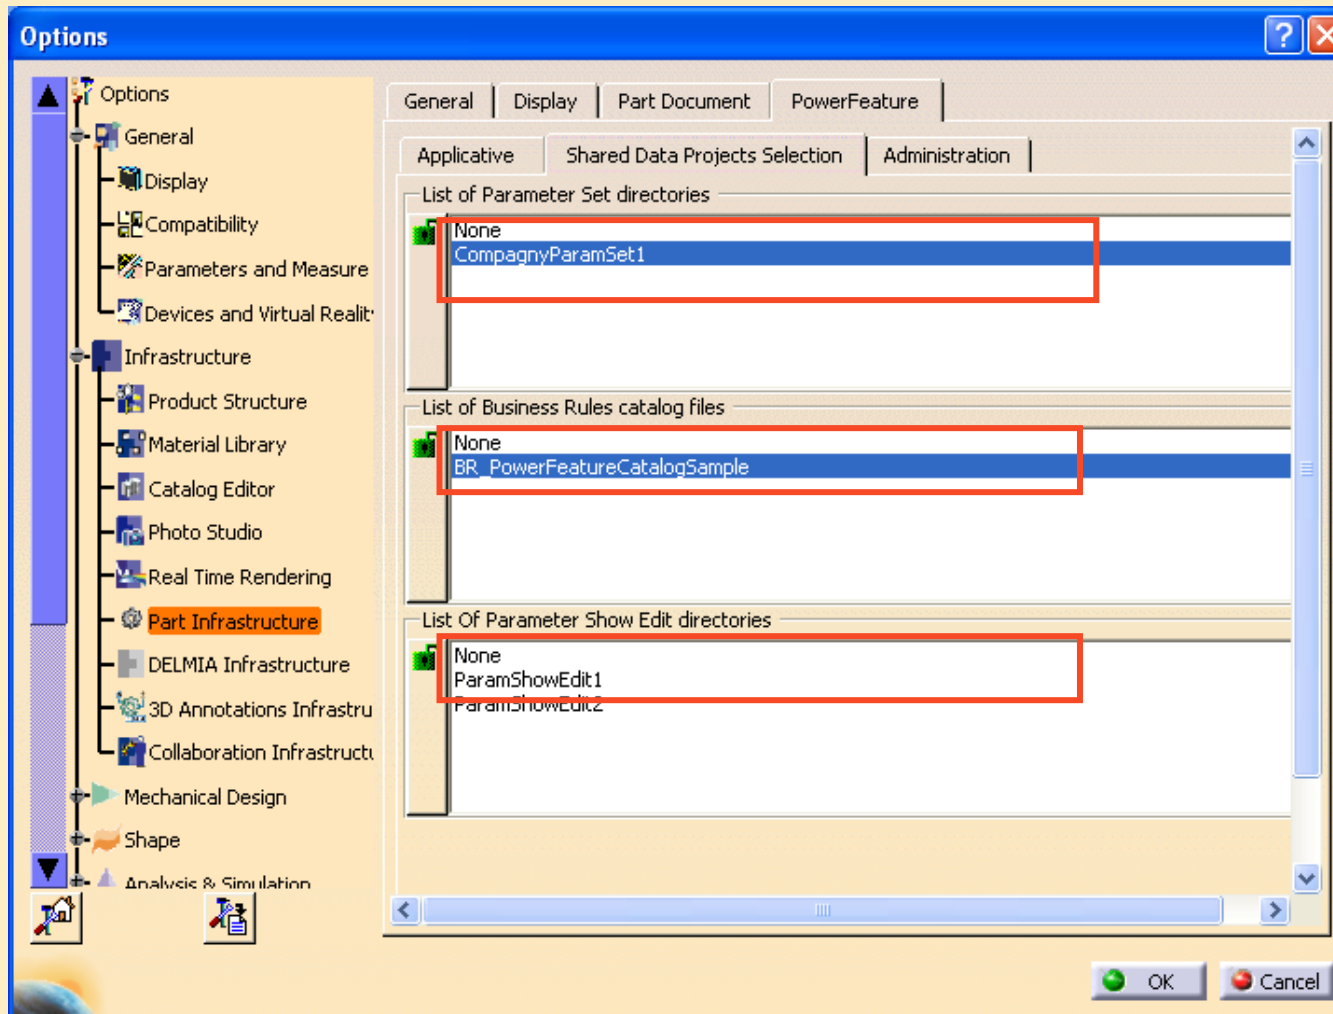 Options
Options
General
Display
Compatibility
Parameters and Measure
Devices and Virtual Realit
Infrastructure
Product Structure
Material Library
Catalog Editor
Photo Studio
Real Time Rendering
Part Infrastructure
DELMIA Infrastructure
3D Annotations Infrastru
Collaboration Infrastructu
Mechanical Design
Shape
Analysis & Simulation
General Display Part Document PowerFeature
Applicative Shared Data Projects Selection Administration
List of Parameter Set directories
None
CompagnyParamSet1
List of Business Rules catalog files
None
BR_PowerFeatureCatalogSample
List Of Parameter Show Edit directories
None
ParamShowEdit1
ParamShowEdit2
OK Cancel